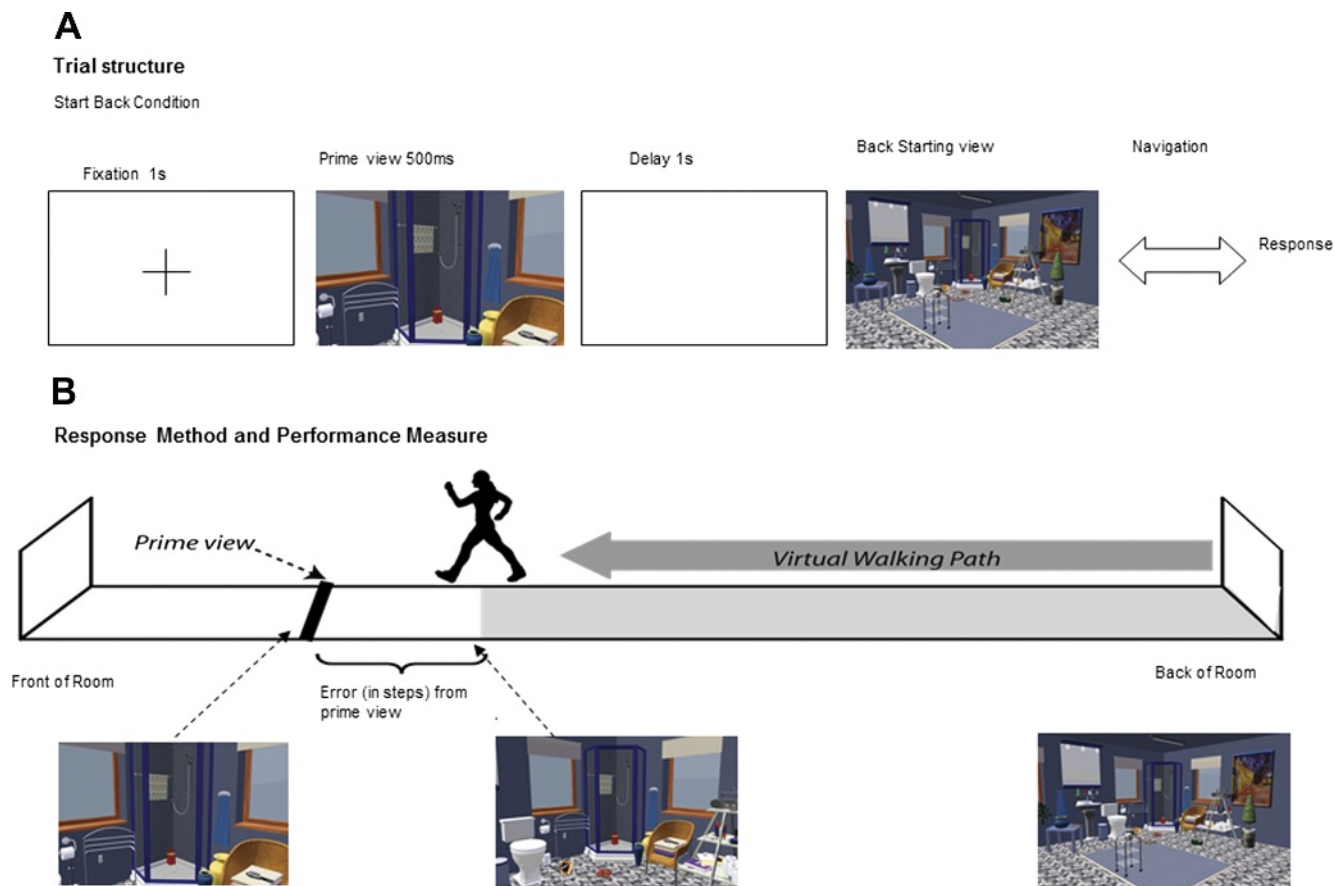 A
Trial structure
Start Back Condition
Fixation 1s
Prime view 500ms
Delay 1s
Back Starting view
Navigation
Response
B
Response Method and Performance Measure
Prime view
Virtual Walking Path
Front of Room
Error (in steps) from
prime view
Back of Room